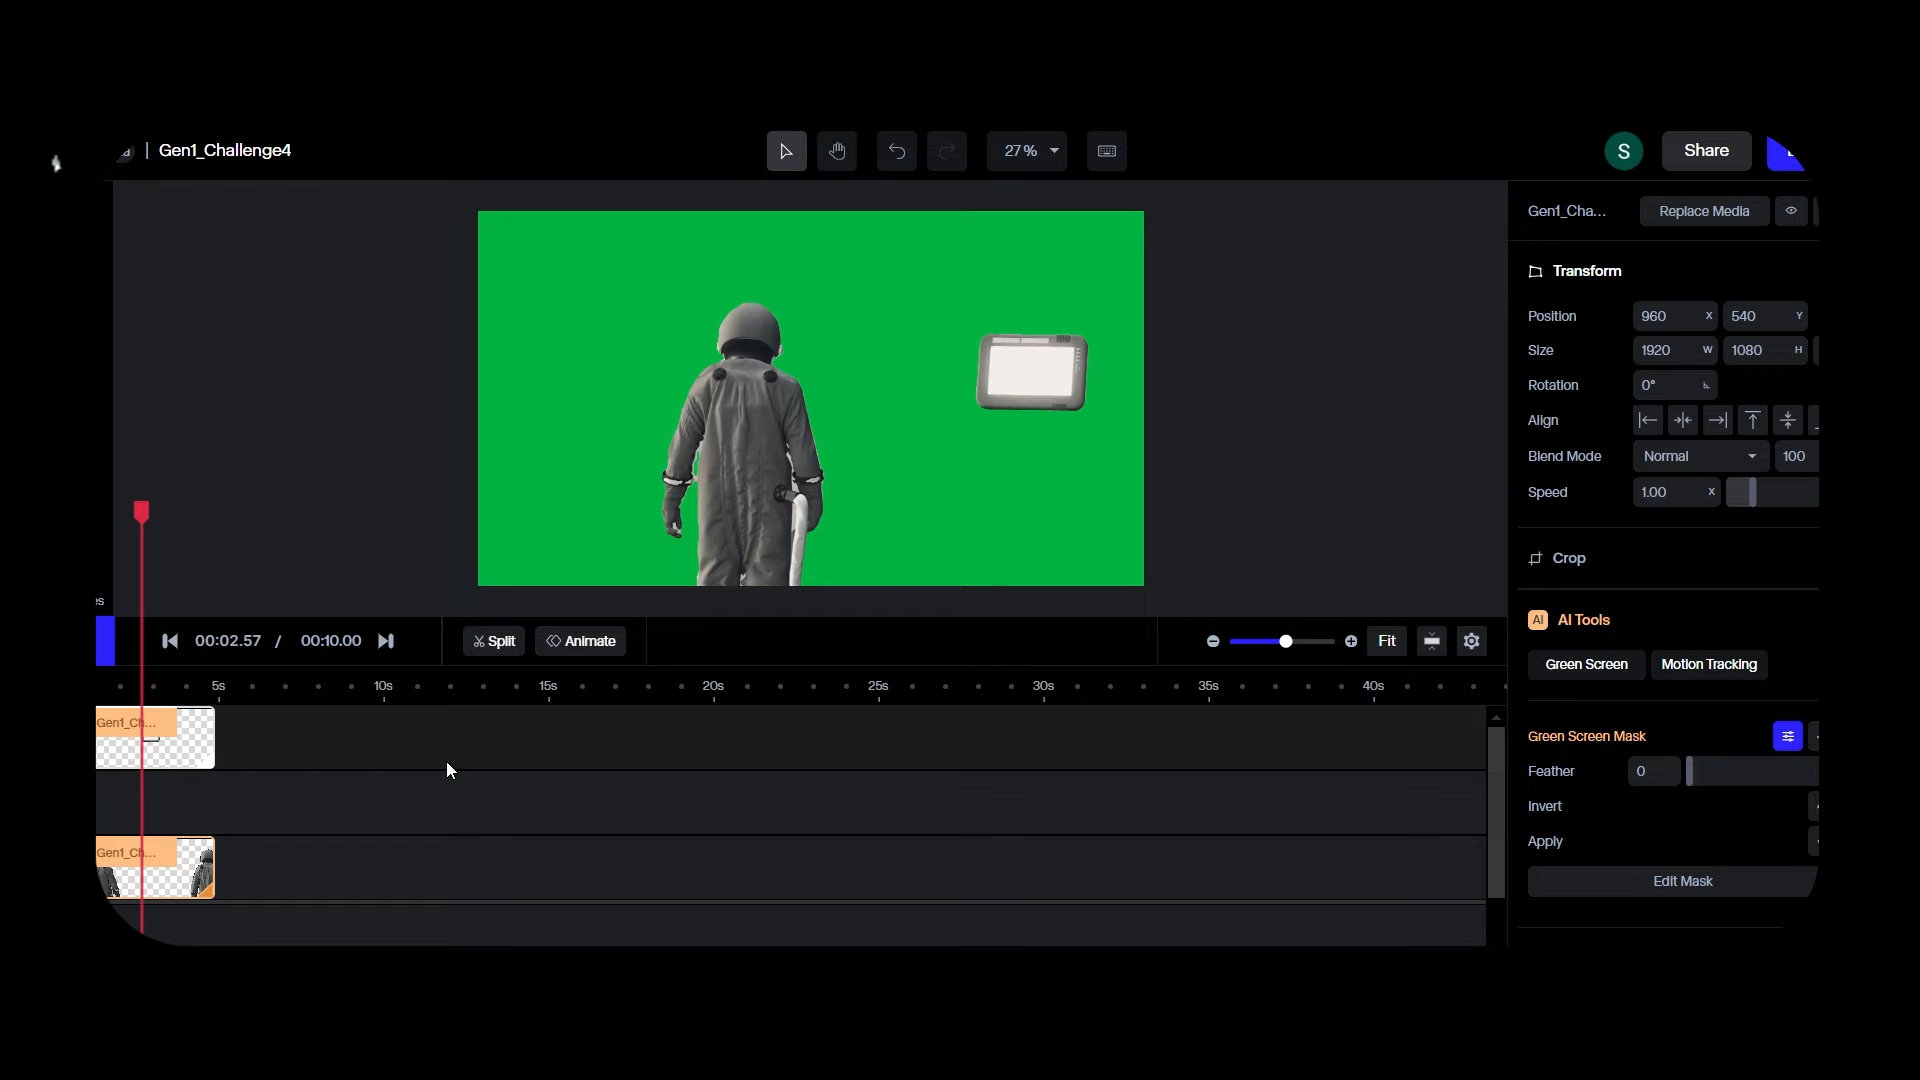 | Gen1_Challenge4
27%
S
Share
Gen1_Cha...
Replace Media
Transform
Position 960 X 540 Y
Size 1920 W 1080 H
Rotation 0°
Align
Blend Mode Normal 100
Speed 1.00 X
Crop
AI AI Tools
Green Screen Motion Tracking
Green Screen Mask
Feather 0
Invert
Apply
Edit Mask
es
00:02.57 / 00:10.00
Split
Animate
Fit
5s 10s 15s 20s 25s 30s 35s 40s
Gen1_Ch...
Gen1_Ch...